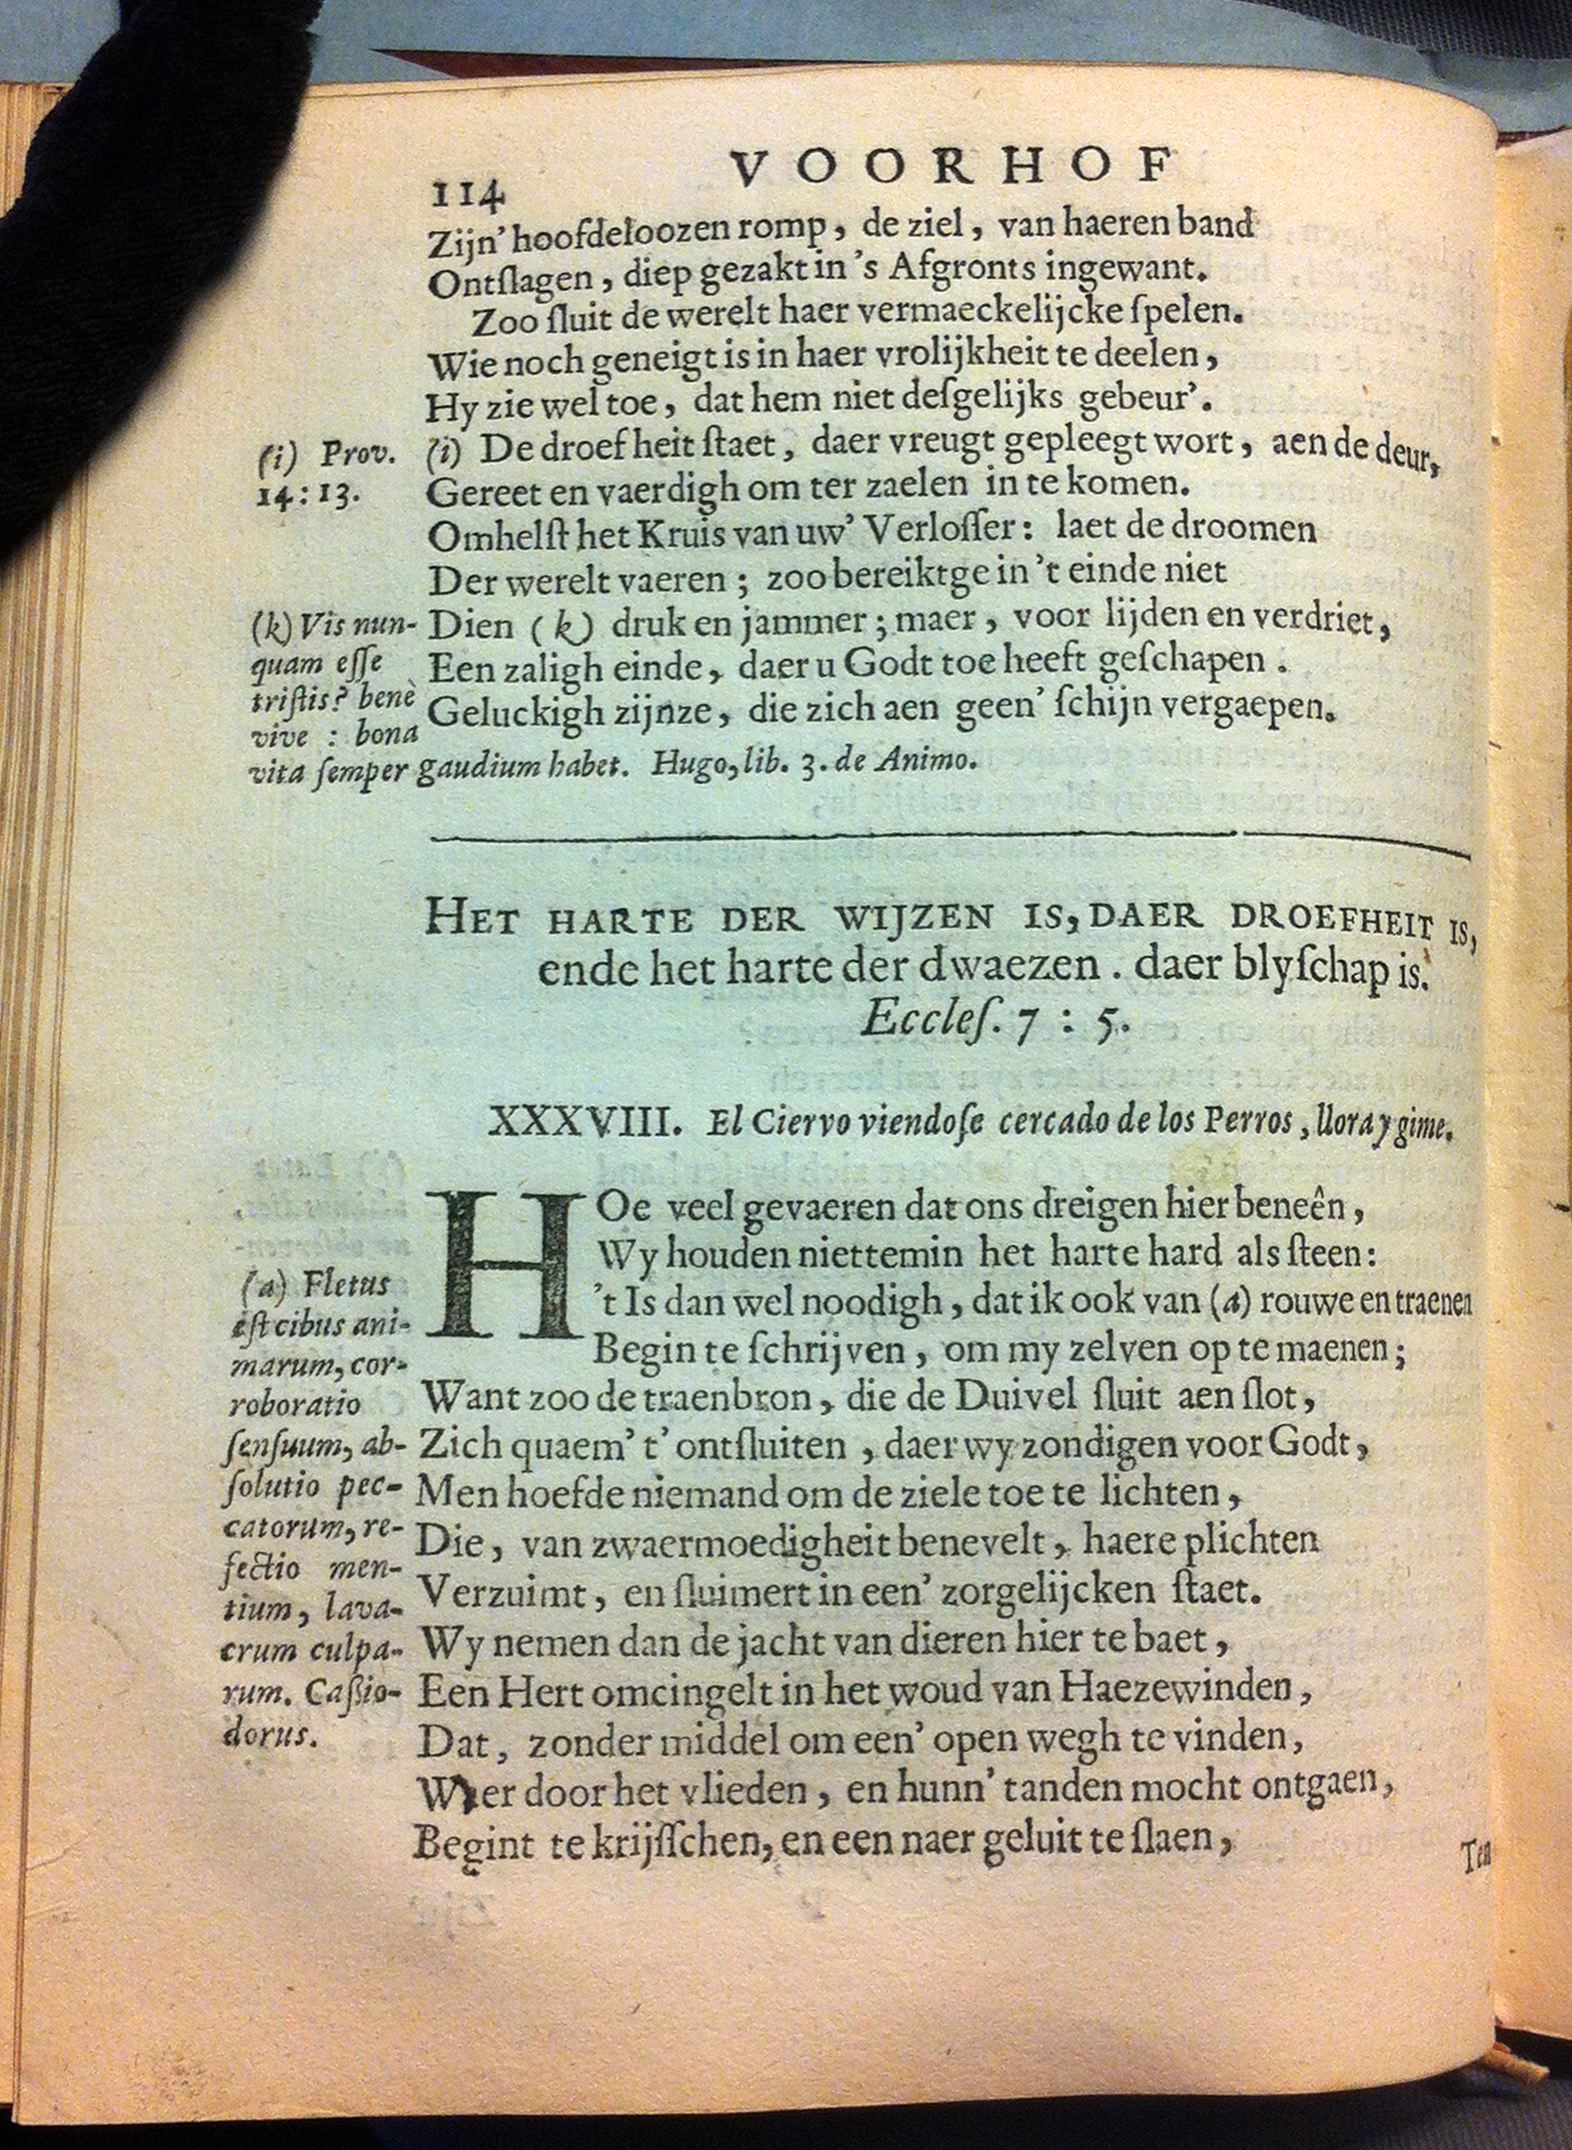 114 VOORHOF
Zijn' hoofdeloozen romp, de ziel, van haeren band
Ontſlagen, diep gezakt in 's Afgronts ingewant.
Zoo ſluit de werelt haer vermaeckelijcke ſpelen.
Wie noch geneigt is in haer vrolijkheit te deelen,
Hy zie wel toe, dat hem niet deſgelijks gebeur'.
(i) De droefheit ſtaet, daer vreugt gepleegt wort, aen de deur,
Gereet en vaerdigh om ter zaelen in te komen.
Omhelſt het Kruis van uw' Verloſſer: laet de droomen
Der werelt vaeren; zoo bereiktge in 't einde niet
Dien (k) druk en jammer; maer, voor lijden en verdriet,
Een zaligh einde, daer u Godt toe heeft geſchapen.
Geluckigh zijnze, die zich aen geen' ſchijn vergaepen.
(i) Prov.
14:13.
(k) Vis nun-
quam eſſe
triſtis? benè
vive : bona
vita ſemper gaudium habet. Hugo, lib. 3. de Animo.
HET HARTE DER WIJZEN IS, DAER DROEFHEIT IS,
ende het harte der dwaezen. daer blyſchap is.
Eccleſ. 7 : 5.
XXXVIII. El Ciervo viendoſe cercado de los Perros, llora y gime.
HOe veel gevaeren dat ons dreigen hier beneên,
Wy houden niettemin het harte hard als ſteen:
't Is dan wel noodigh, dat ik ook van (a) rouwe en traenen
Begin te ſchrijven, om my zelven op te maenen;
Want zoo de traenbron, die de Duivel ſluit aen ſlot,
Zich quaem' t' ontſluiten, daer wy zondigen voor Godt,
Men hoefde niemand om de ziele toe te lichten,
Die, van zwaermoedigheit benevelt, haere plichten
Verzuimt, en ſluimert in een' zorgelijcken ſtaet.
Wy nemen dan de jacht van dieren hier te baet,
Een Hert omcingelt in het woud van Haezewinden,
Dat, zonder middel om een' open wegh te vinden,
Waer door het vlieden, en hunn' tanden mocht ontgaen,
Begint te krijſſchen, en een naer geluit te ſlaen,
(a) Fletus
eſt cibus ani-
marum, cor-
roboratio
ſenſuum, ab-
ſolutio pec-
catorum, re-
fectio men-
tium, lava-
crum culpa-
rum. Caßio-
dorus.
Ten